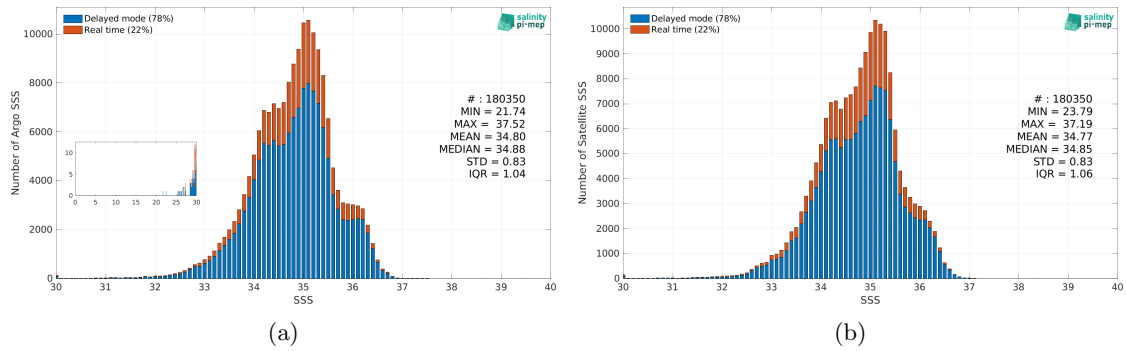 Delayed mode (78%)
Real time (22%)
salinity
pi-mep
Number of Argo SSS
10000
8000
6000
4000
2000
0
# : 180350
MIN = 21.74
MAX = 37.52
MEAN = 34.80
MEDIAN = 34.88
STD = 0.83
IQR = 1.04
10
5
0
0 5 10 15 20 25 30
30 31 32 33 34 35 36 37 38 39 40
SSS
(a)
Delayed mode (78%)
Real time (22%)
salinity
pi-mep
Number of Satellite SSS
10000
9000
8000
7000
6000
5000
4000
3000
2000
1000
0
# : 180350
MIN = 23.79
MAX = 37.19
MEAN = 34.77
MEDIAN = 34.85
STD = 0.83
IQR = 1.06
30 31 32 33 34 35 36 37 38 39 40
SSS
(b)